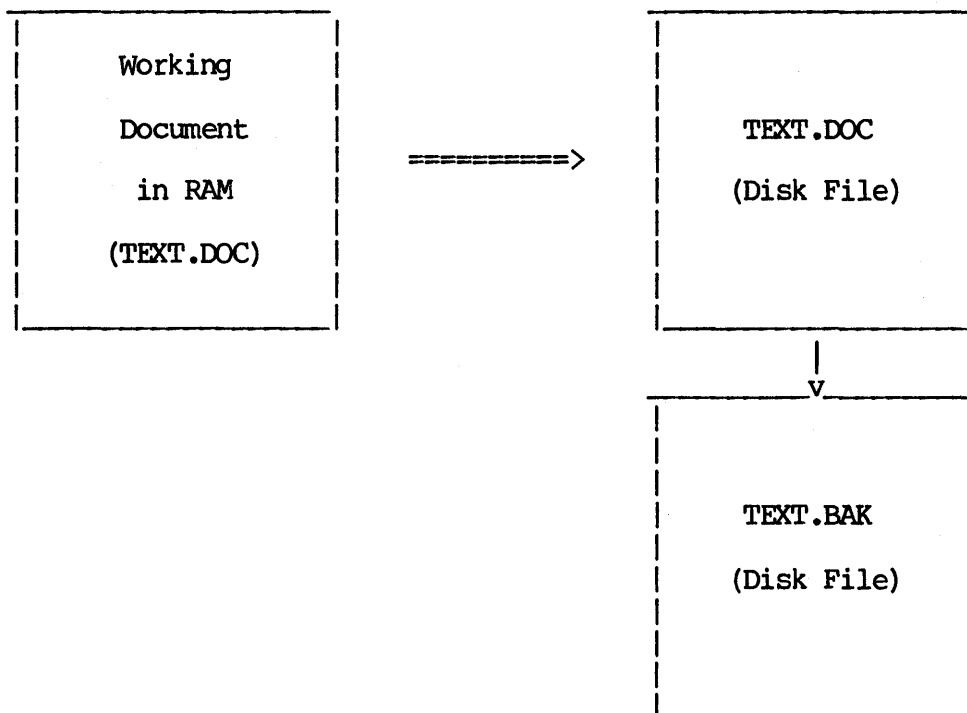 Working
Document
in RAM
(TEXT.DOC)
==========>
TEXT.DOC
(Disk File)
TEXT.BAK
(Disk File)